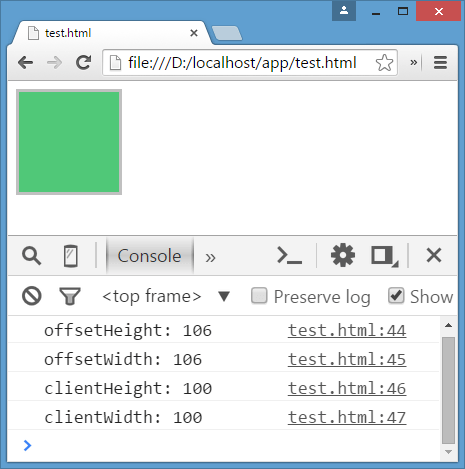 test.html
file:///D:/localhost/app/test.html
Console
<top frame> Preserve log Show
offsetHeight: 106 test.html:44
offsetWidth: 106 test.html:45
clientHeight: 100 test.html:46
clientWidth: 100 test.html:47